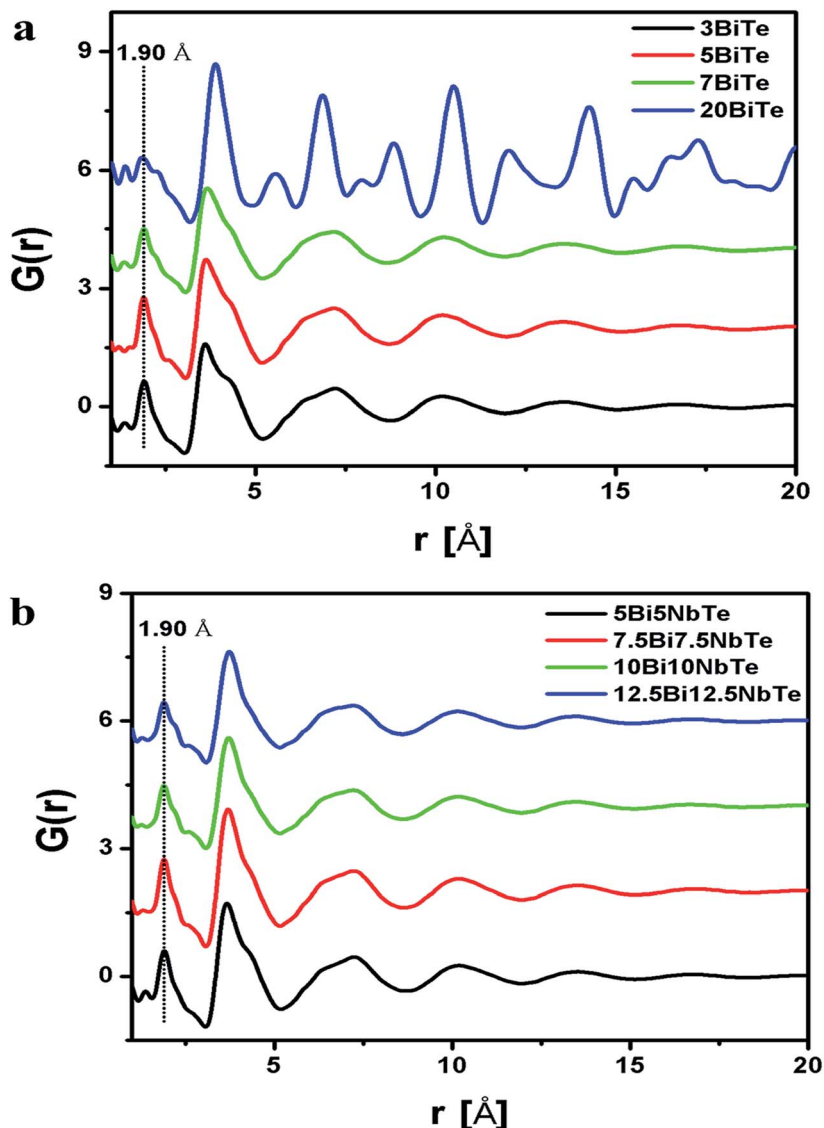 a
1.90 Å
3BiTe
5BiTe
7BiTe
20BiTe
9
6
3
0
G(r)
5
10
15
20
r [Å]
b
1.90 Å
5Bi5NbTe
7.5Bi7.5NbTe
10Bi10NbTe
12.5Bi12.5NbTe
9
6
3
0
G(r)
5
10
15
20
r [Å]